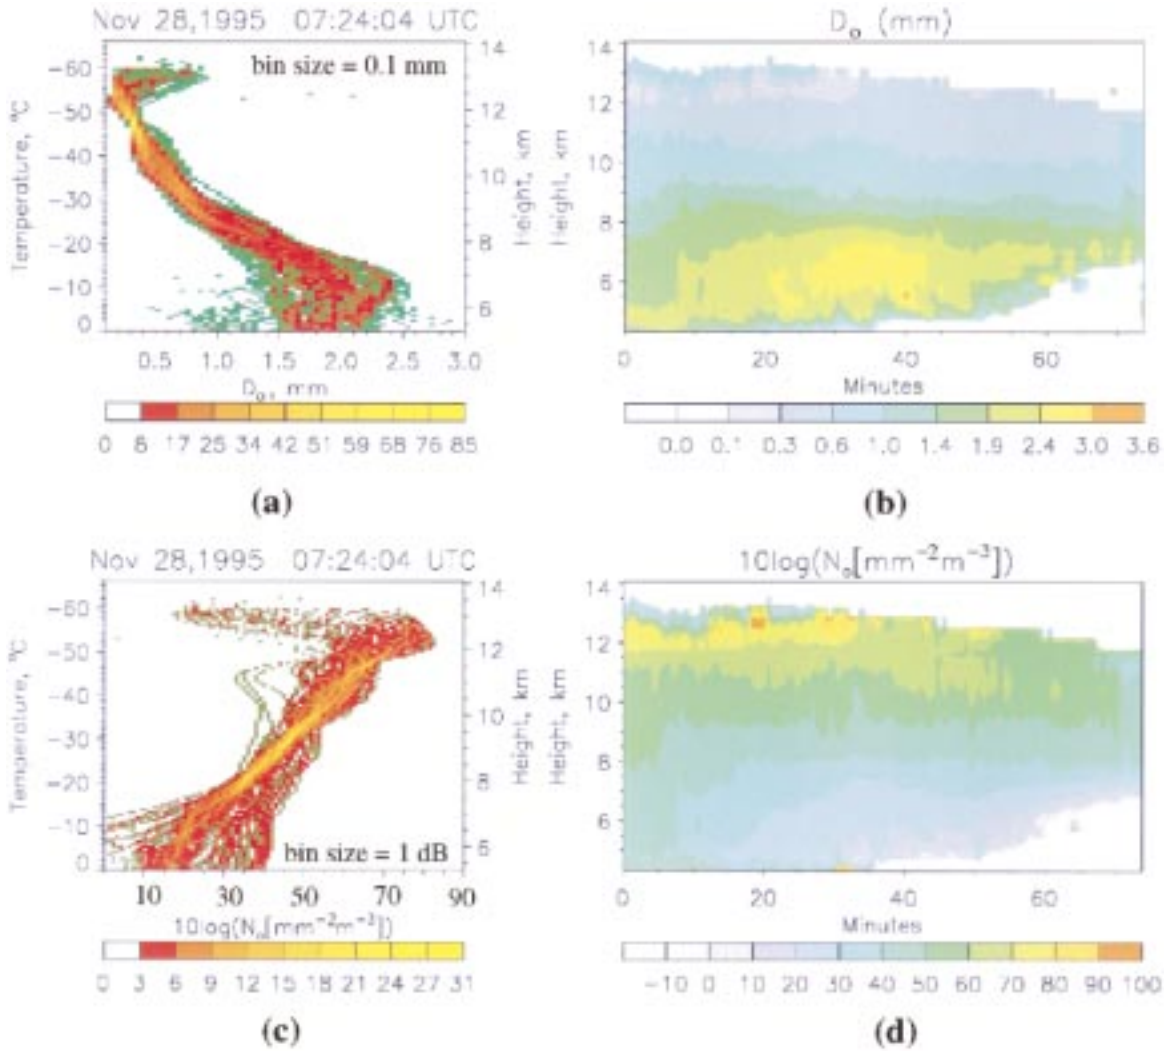 Nov 28,1995 07:24:04 UTC
bin size = 0.1 mm
Temperature, °C
-60
-50
-40
-30
-20
-10
0
14
12
10
8
6
Height, km
0.5 1.0 1.5 2.0 2.5 3.0
D₀, mm
0 8 17 25 34 42 51 59 68 76 85
(a)
D₀ (mm)
Height, km
14
12
10
8
6
0 20 40 60
Minutes
0.0 0.1 0.3 0.6 1.0 1.4 1.9 2.4 3.0 3.6
(b)
Nov 28,1995 07:24:04 UTC
Temperature, °C
-60
-50
-40
-30
-20
-10
0
14
12
10
8
6
Height, km
bin size = 1 dB
10 30 50 70 90
10log(N₀[mm⁻²m⁻³])
0 3 6 9 12 15 18 21 24 27 31
(c)
10log(N₀[mm⁻²m⁻³])
Height, km
14
12
10
8
6
0 20 40 60
Minutes
-10 0 10 20 30 40 50 60 70 80 90 100
(d)